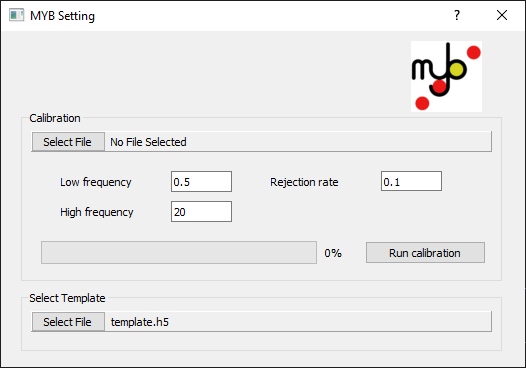 MYB Setting
?
myb
Calibration
Select File No File Selected
Low frequency 0.5 Rejection rate 0.1
High frequency 20
0% Run calibration
Select Template
Select File template.h5